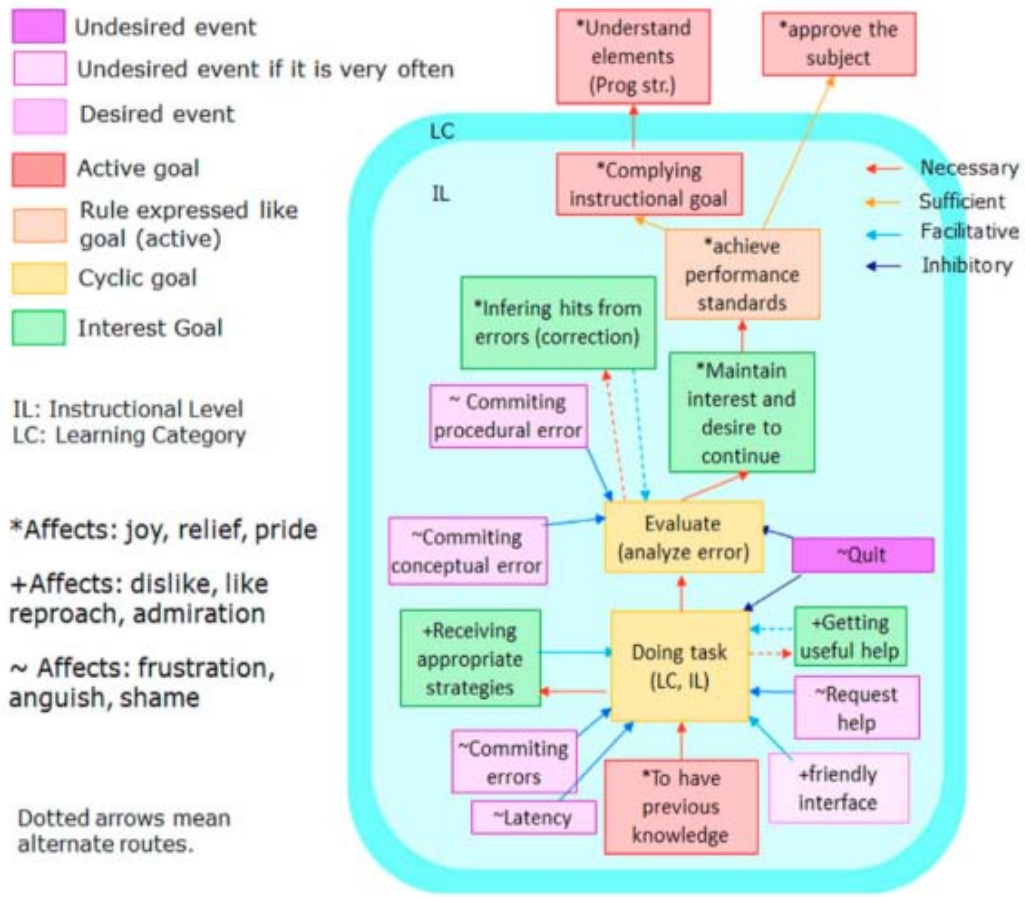 Undesired event
Undesired event if it is very often
Desired event
Active goal
Rule expressed like
goal (active)
Cyclic goal
Interest Goal
IL: Instructional Level
LC: Learning Category
*Affects: joy, relief, pride
+Affects: dislike, like
reproach, admiration
~ Affects: frustration,
anguish, shame
Dotted arrows mean
alternate routes.
*Understand
elements
(Prog str.)
*approve the
subject
LC
IL
*Complying
instructional goal
Necessary
Sufficient
Facilitative
Inhibitory
*achieve
performance
standards
*Infering hits from
errors (correction)
*Maintain
interest and
desire to
continue
~ Commiting
procedural error
~Commiting
conceptual error
Evaluate
(analyze error)
~Quit
+Receiving
appropriate
strategies
Doing task
(LC, IL)
+Getting
useful help
~Request
help
~Commiting
errors
~Latency
*To have
previous
knowledge
+friendly
interface